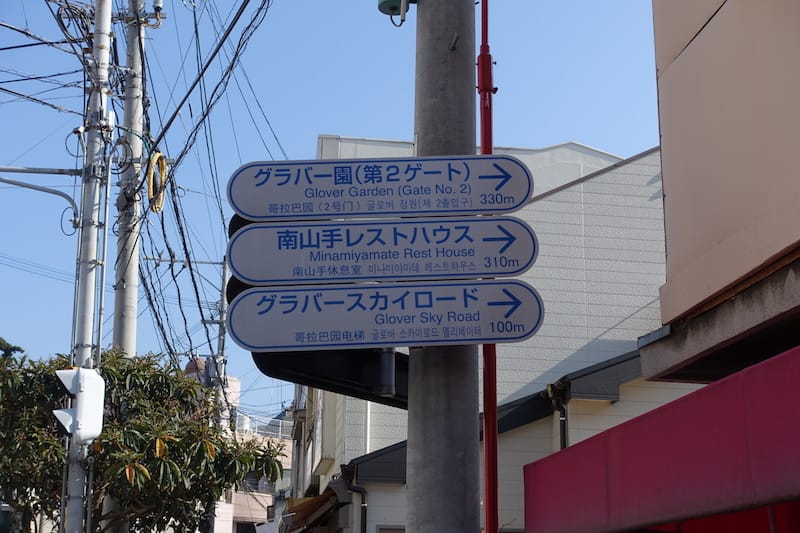 グラバー園(第2ゲート)
Glover Garden (Gate No. 2)
哥拉巴园(2号门) 글로버 정원(제 2출입구)
330m
南山手レストハウス
Minamiyamate Rest House
南山手休息室 미나미야마테 레스트하우스
310m
グラバースカイロード
Glover Sky Road
哥拉巴园电梯 글로버 스카이로드 엘리베이터
100m